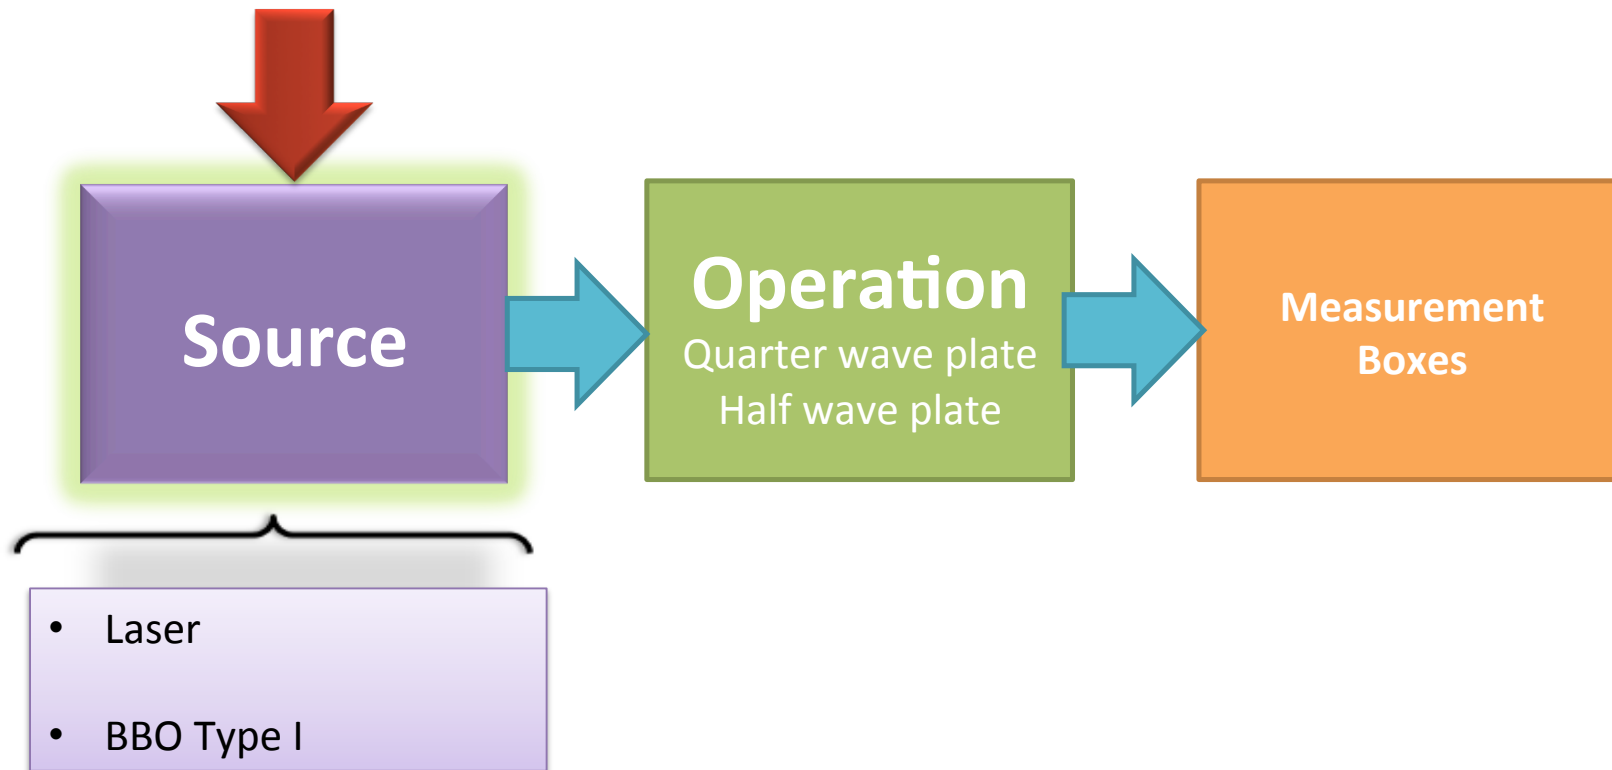 Source
Operation
Quarter wave plate
Half wave plate
Measurement
Boxes
• Laser
• BBO Type I